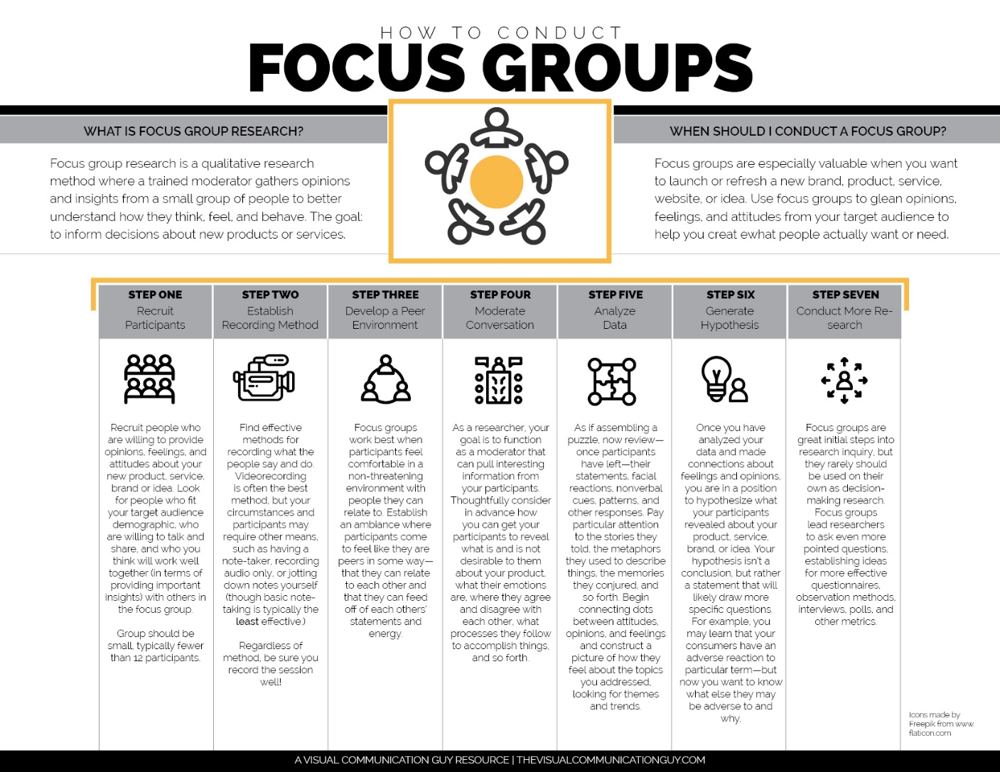 HOW TO CONDUCT
FOCUS GROUPS
WHAT IS FOCUS GROUP RESEARCH?
Focus group research is a qualitative research
method where a trained moderator gathers opinions
and insights from a small group of people to better
understand how they think, feel, and behave. The goal:
to inform decisions about new products or services.
WHEN SHOULD I CONDUCT A FOCUS GROUP?
Focus groups are especially valuable when you want
to launch or refresh a new brand, product, service,
website, or idea. Use focus groups to glean opinions,
feelings, and attitudes from your target audience to
help you creat ewhat people actually want or need.
STEP ONE
Recruit
Participants
Recruit people who
are willing to provide
opinions, feelings, and
attitudes about your
new product, service,
brand or idea. Look
for people who fit
your target audience
demographic, who
are willing to talk and
share, and who you
think will work well
together (in terms of
providing important
insights) with others in
the focus group.
Group should be
small, typically fewer
than 12 participants.
STEP TWO
Establish
Recording Method
Find effective
methods for
recording what the
people say and do.
Videorecording
is often the best
method, but your
circumstances and
participants may
require other means,
such as having a
note-taker, recording
audio only, or jotting
down notes yourself
(though basic note-
taking is typically the
least effective.)
Regardless of
method, be sure you
record the session
well!
STEP THREE
Develop a Peer
Environment
Focus groups
work best when
participants feel
comfortable in a
non-threatening
environment with
people they can
relate to. Establish
an ambiance where
participants come
to feel like they are
peers in some way—
that they can relate
to each other and
that they can feed
off of each others'
statements and
energy.
STEP FOUR
Moderate
Conversation
As a researcher, your
goal is to function
as a moderator that
can pull interesting
information from
your participants.
Thoughtfully consider
in advance how
you can get your
participants to reveal
what is and is not
desirable to them
about your product,
what their emotions
are, where they agree
and disagree with
each other, what
processes they follow
to accomplish things,
and so forth.
STEP FIVE
Analyze
Data
As if assembling a
puzzle, now review—
once participants
have left—their
statements, facial
reactions, nonverbal
cues, patterns, and
other responses. Pay
particular attention
to the stories they
told, the metaphors
they used to describe
things, the memories
they conjured, and
so forth. Begin
connecting dots
between attitudes,
opinions, and feelings
and construct a
picture of how they
feel about the topics
you addressed,
looking for themes
and trends.
STEP SIX
Generate
Hypothesis
Once you have
analyzed your
data and made
connections about
feelings and opinions,
you are in a position
to hypothesize what
your participants
revealed about your
product, service,
brand, or idea. Your
hypothesis isn't a
conclusion, but rather
a statement that will
likely draw more
specific questions.
For example, you
may learn that your
consumers have an
adverse reaction to
particular term—but
now you want to know
what else they may
be adverse to and
why.
STEP SEVEN
Conduct More Re-
search
Focus groups are
great initial steps into
research inquiry, but
they rarely should
be used on their
own as decision-
making research.
Focus groups
lead researchers
to ask even more
pointed questions,
establishing ideas
for more effective
questionnaires,
observation methods,
interviews, polls, and
other metrics.
Icons made by
Freepik from www.
flaticon.com
A VISUAL COMMUNICATION GUY RESOURCE | THEVISUALCOMMUNICATIONGUY.COM